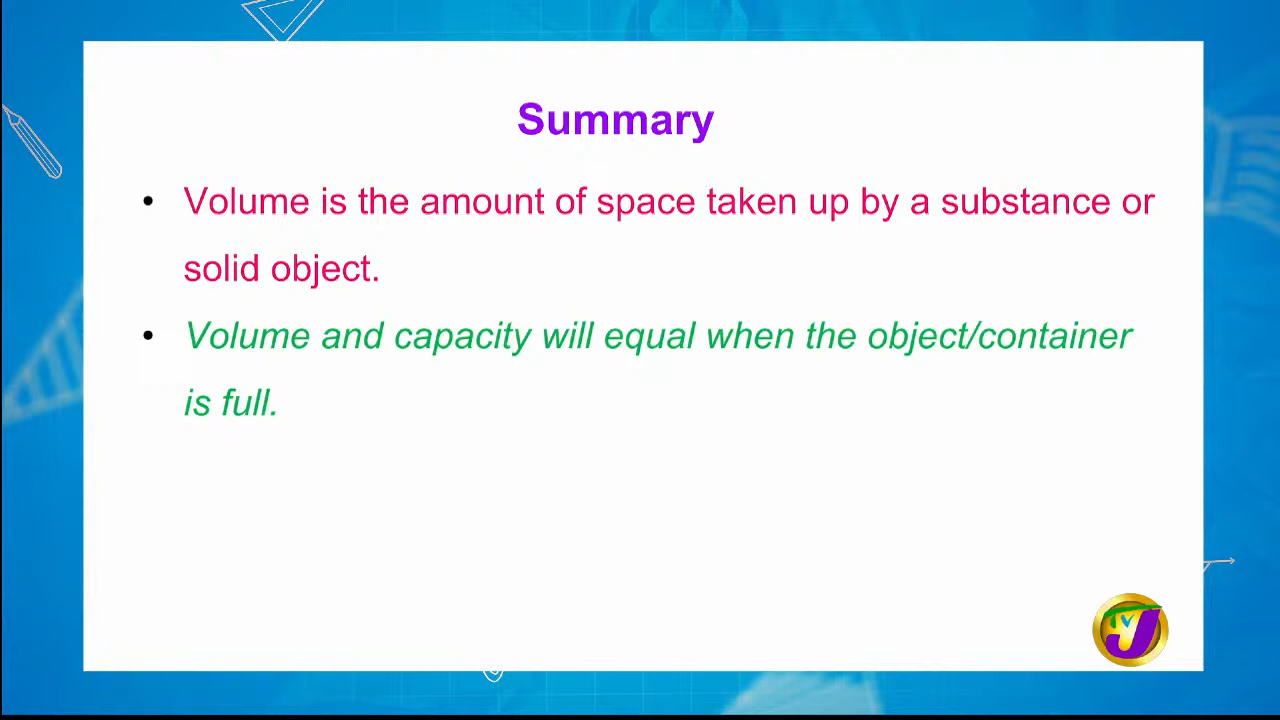 Summary
• Volume is the amount of space taken up by a substance or
solid object.
• Volume and capacity will equal when the object/container
is full.
TVJ